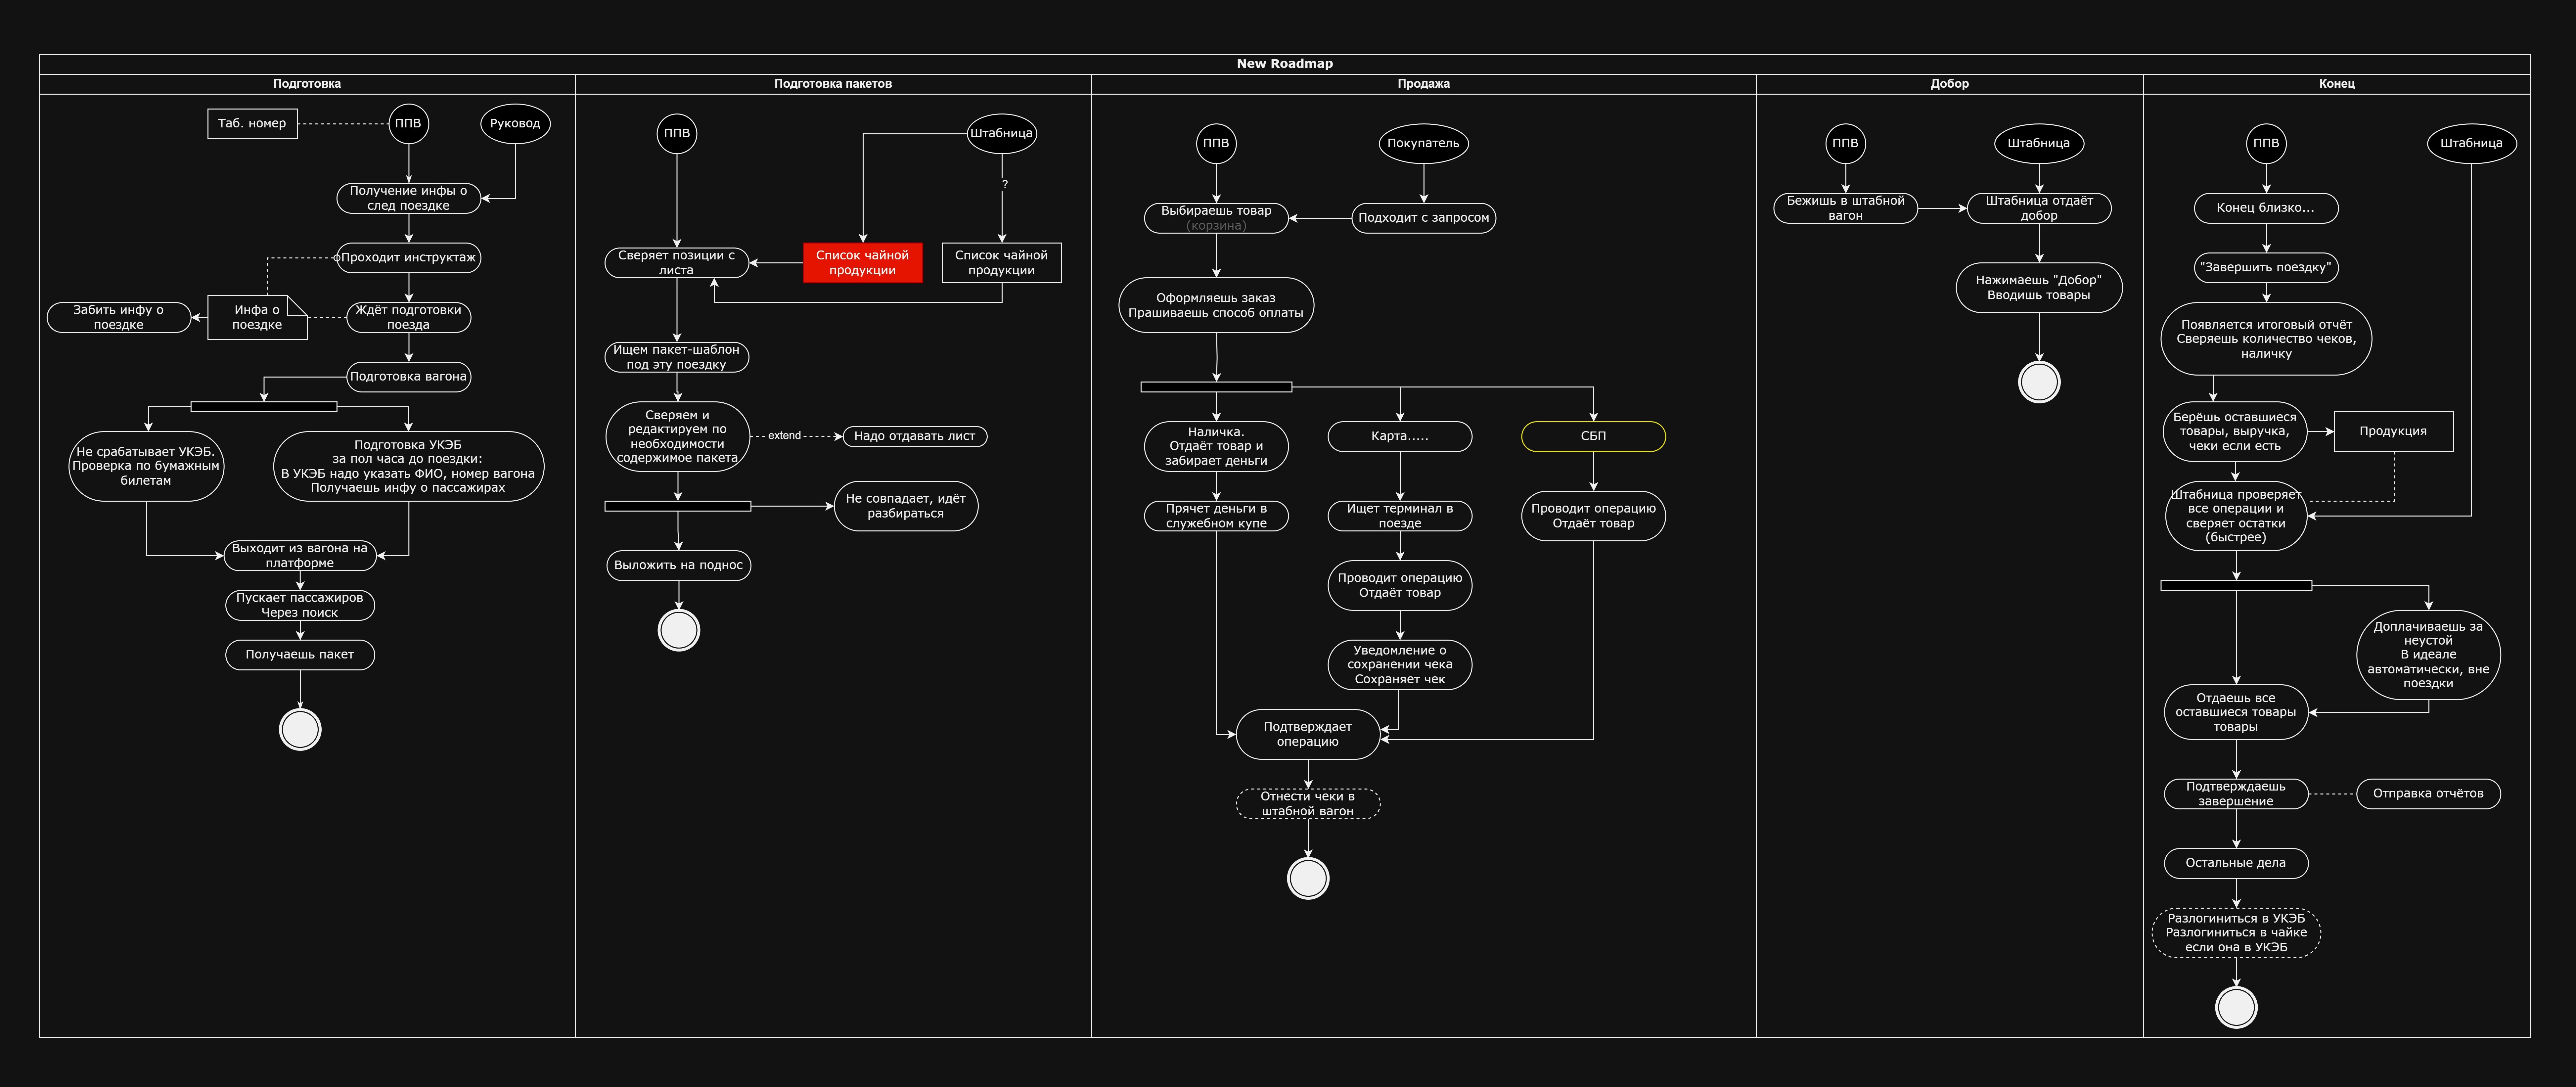 New Roadmap
Подготовка
Таб. номер
ППВ
Руковод
Получение инфы о
след поездке
Проходит инструктаж
Забить инфу о
поездке
Инфа о
поездке
Ждёт подготовки
поезда
Подготовка вагона
Не срабатывает УКЭБ.
Проверка по бумажным
билетам
Подготовка УКЭБ
за пол часа до поездки:
В УКЭБ надо указать ФИО, номер вагона
Получаешь инфу о пассажирах
Выходит из вагона на
платформе
Пускает пассажиров
Через поиск
Получаешь пакет
Подготовка пакетов
ППВ
Штабница
?
Сверяет позиции с
листа
Список чайной
продукции
Список чайной
продукции
Ищем пакет-шаблон
под эту поездку
Сверяем и
редактируем по
необходимости
содержимое пакета
extend
Надо отдавать лист
Не совпадает, идёт
разбираться
Выложить на поднос
Продажа
ППВ
Покупатель
Выбираешь товар
(корзина)
Подходит с запросом
Оформляешь заказ
Прашиваешь способ оплаты
Наличка.
Отдаёт товар и
забирает деньги
Карта.....
СБП
Прячет деньги в
служебном купе
Ищет терминал в
поезде
Проводит операцию
Отдаёт товар
Проводит операцию
Отдаёт товар
Уведомление о
сохранении чека
Сохраняет чек
Подтверждает
операцию
Отнести чеки в
штабной вагон
Добор
ППВ
Штабница
Бежишь в штабной
вагон
Штабница отдаёт
добор
Нажимаешь "Добор"
Вводишь товары
Конец
ППВ
Штабница
Конец близко...
"Завершить поездку"
Появляется итоговый отчёт
Сверяешь количество чеков,
наличку
Берёшь оставшиеся
товары, выручка,
чеки если есть
Продукция
Штабница проверяет
все операции и
сверяет остатки
(быстрее)
Доплачиваешь за
неустой
В идеале
автоматически, вне
поездки
Отдаешь все
оставшиеся товары
товары
Подтверждаешь
завершение
Отправка отчётов
Остальные дела
Разлогиниться в УКЭБ
Разлогиниться в чайке
если она в УКЭБ